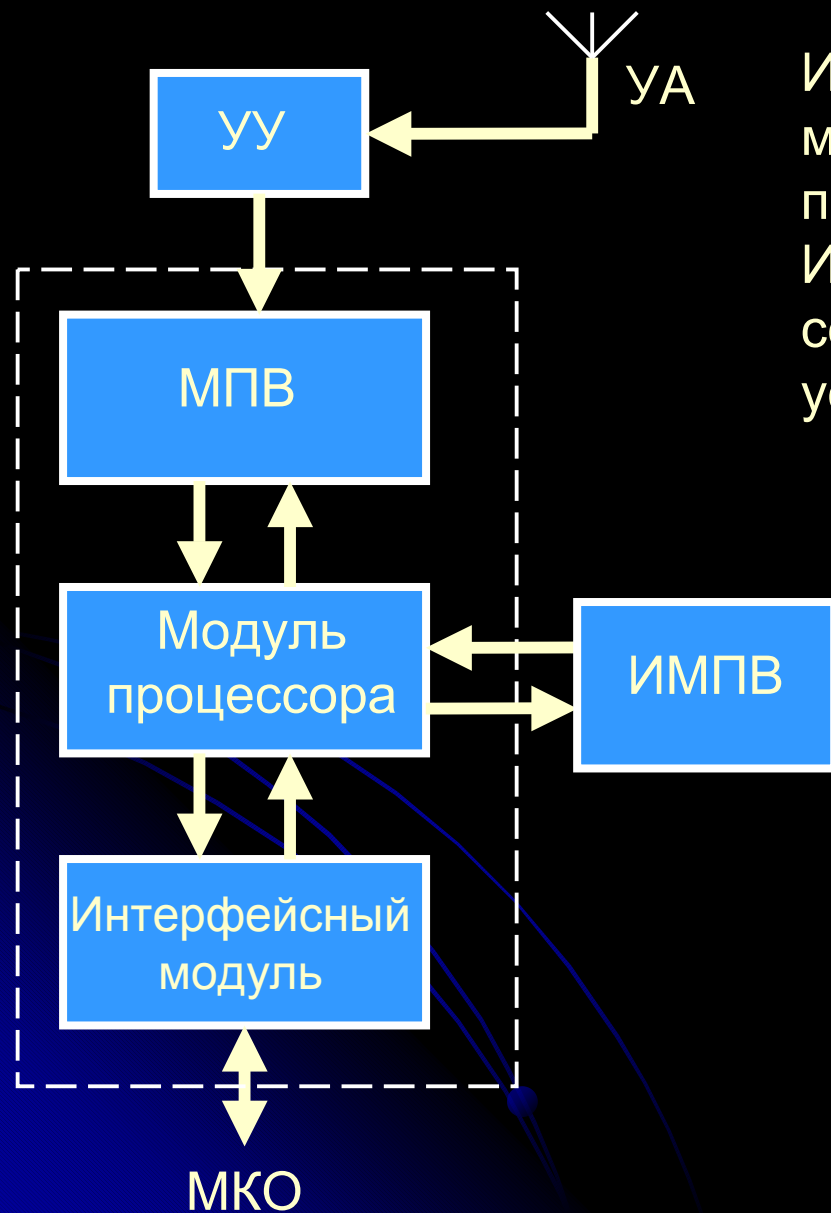 УА
УУ
МПВ
Модуль
процессора
ИМПВ
Интерфейсный
модуль
МКО